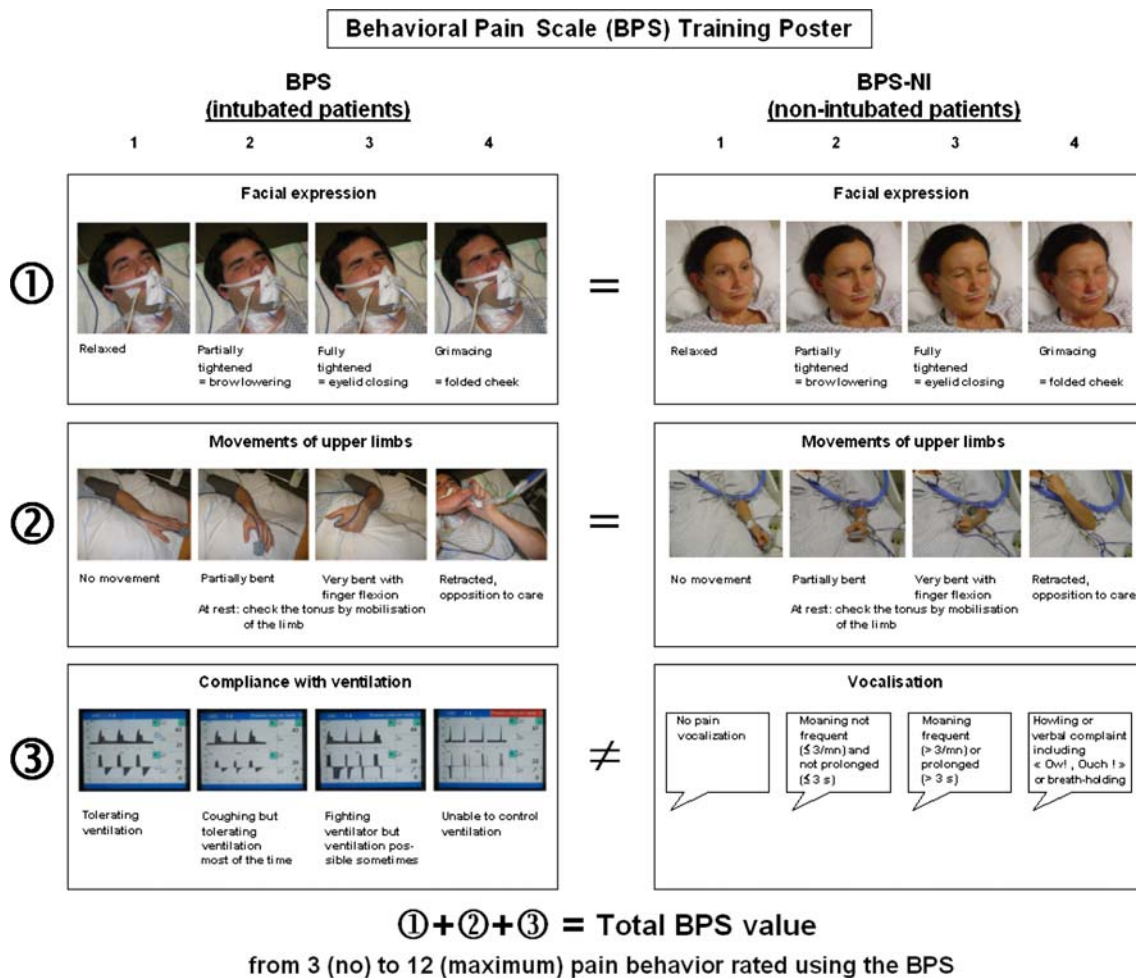 Behavioral Pain Scale (BPS) Training Poster
BPS
(intubated patients)
1 2 3 4
BPS-NI
(non-intubated patients)
1 2 3 4
①
Facial expression
Relaxed
Partially
tightened
= brow lowering
Fully
tightened
= eyelid closing
Grimacing
= folded cheek
=
Facial expression
Relaxed
Partially
tightened
= brow lowering
Fully
tightened
= eyelid closing
Grimacing
= folded cheek
②
Movements of upper limbs
No movement
Partially bent
Very bent with
finger flexion
Retracted,
opposition to care
At rest: check the tonus by mobilisation
of the limb
=
Movements of upper limbs
No movement
Partially bent
Very bent with
finger flexion
Retracted,
opposition to care
At rest: check the tonus by mobilisation
of the limb
③
Compliance with ventilation
Tolerating
ventilation
Coughing but
tolerating
ventilation
most of the time
Fighting
ventilator but
ventilation pos-
sible sometimes
Unable to control
ventilation
≠
Vocalisation
No pain
vocalization
Moaning not
frequent
(≤ 3/mn) and
not prolonged
(≤ 3 s)
Moaning
frequent
(> 3/mn) or
prolonged
(> 3 s)
Howling or
verbal complaint
including
« Ow! , Ouch ! »
or breath-holding
①+②+③ = Total BPS value
from 3 (no) to 12 (maximum) pain behavior rated using the BPS